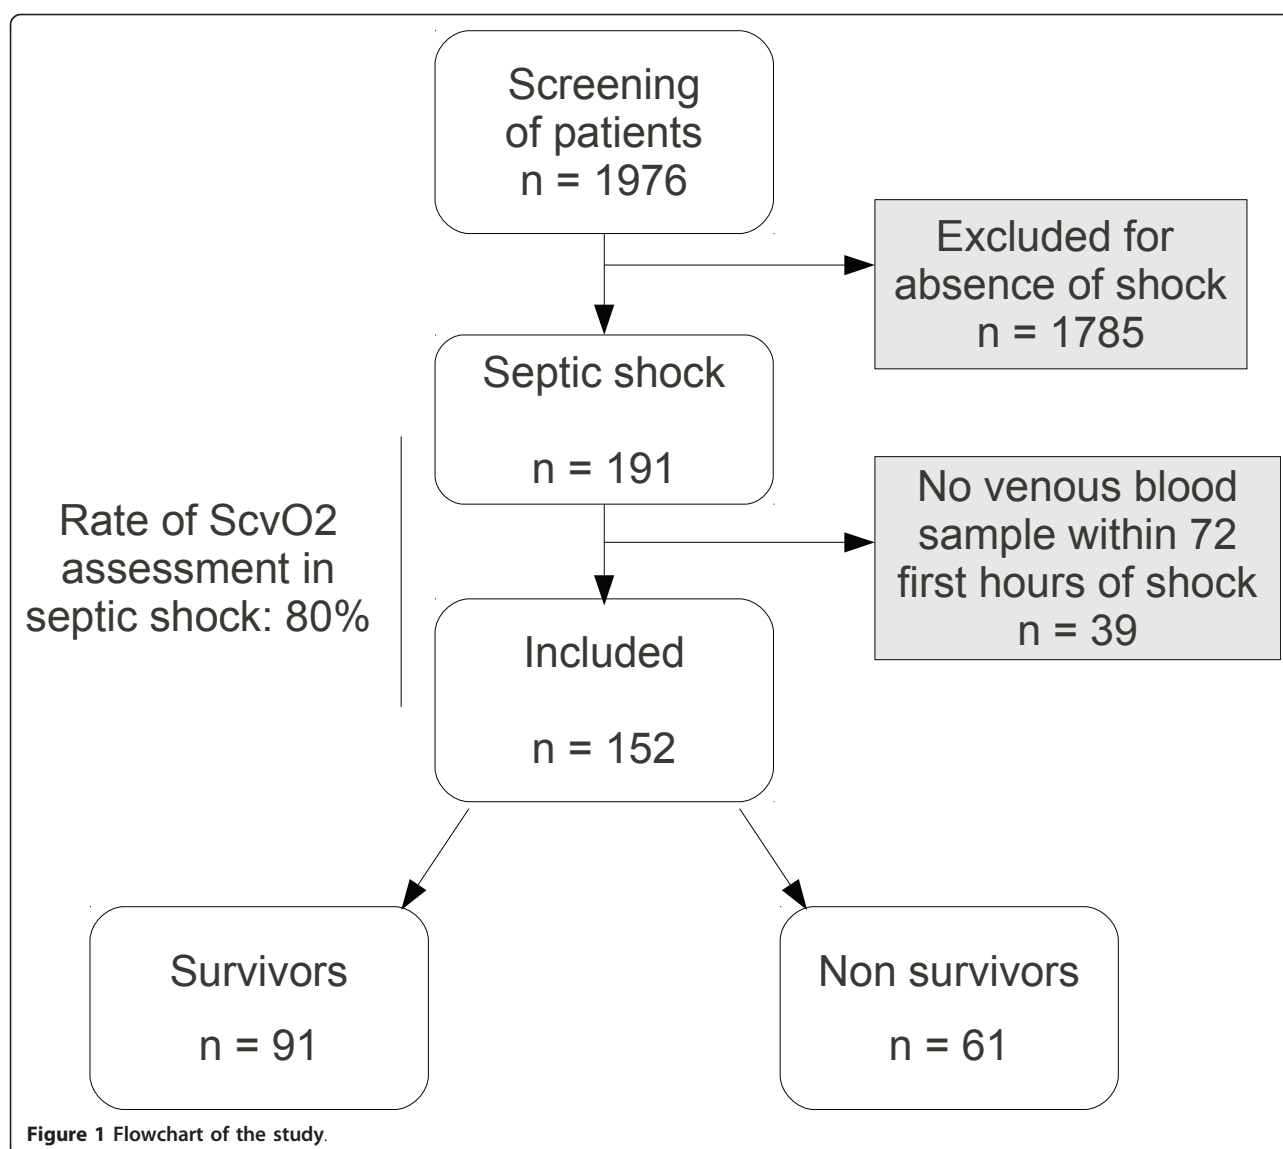 Screening
of patients
n = 1976
Excluded for
absence of shock
n = 1785
Septic shock
n = 191
Rate of ScvO2
assessment in
septic shock: 80%
No venous blood
sample within 72
first hours of shock
n = 39
Included
n = 152
Survivors
n = 91
Non survivors
n = 61
Figure 1 Flowchart of the study.